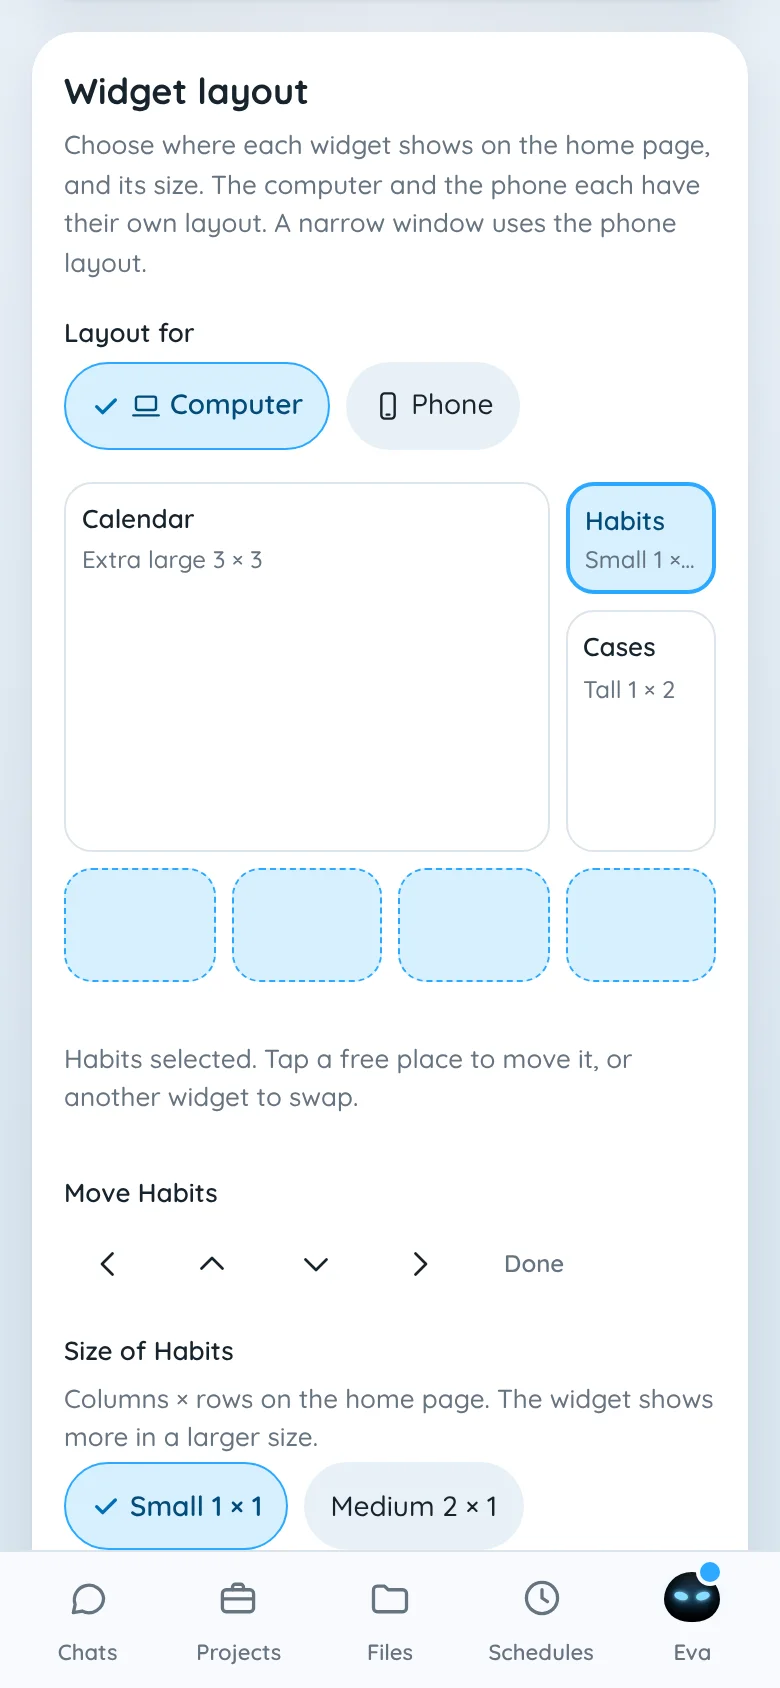 Widget layout
Choose where each widget shows on the home page,
and its size. The computer and the phone each have
their own layout. A narrow window uses the phone
layout.
Layout for
Computer
Phone
Calendar
Extra large 3 × 3
Habits
Small 1 ×...
Cases
Tall 1 × 2
Habits selected. Tap a free place to move it, or
another widget to swap.
Move Habits
Done
Size of Habits
Columns × rows on the home page. The widget shows
more in a larger size.
Small 1 × 1
Medium 2 × 1
Chats
Projects
Files
Schedules
Eva